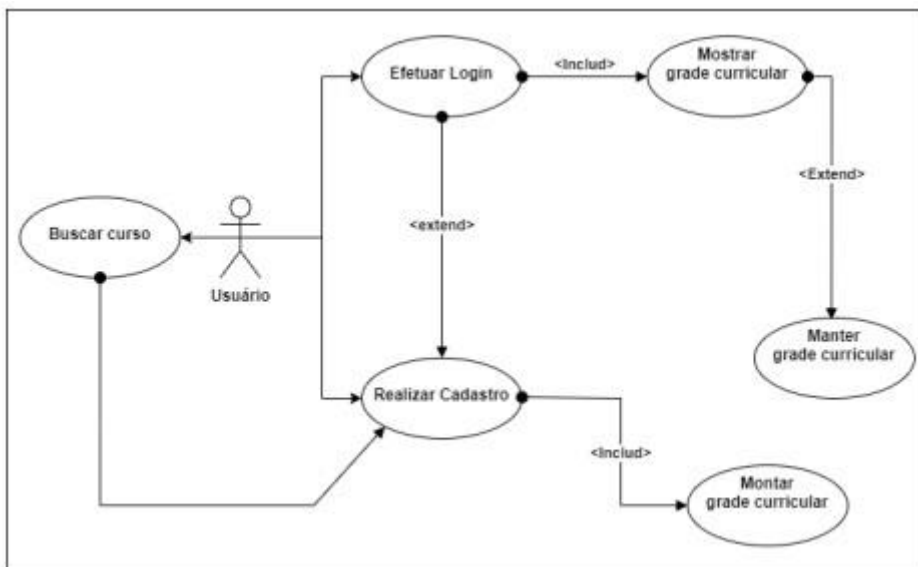 Efetuar Login
<Includ>
Mostrar
grade curricular
<Extend>
<extend>
Buscar curso
Usuário
Manter
grade curricular
Realizar Cadastro
<Includ>
Montar
grade curricular